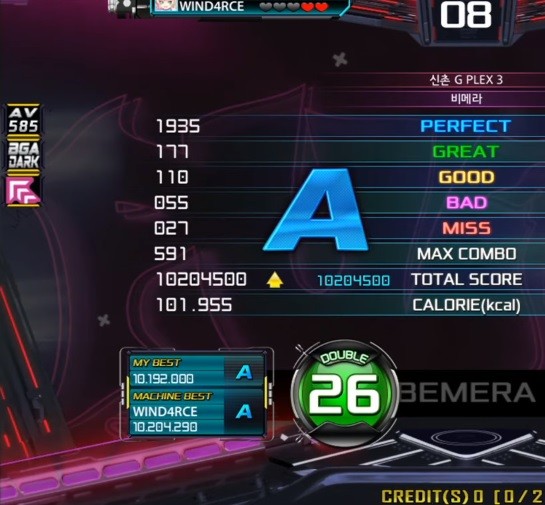 WIND4RCE
08
신촌 G PLEX 3
비메라
AV
585
BGA
DARK
1935 PERFECT
177 GREAT
110 GOOD
055 BAD
027 MISS
591 MAX COMBO
10204500 10204500 TOTAL SCORE
101.955 CALORIE(kcal)
A
MY BEST
10.192.000 A
MACHINE BEST
WIND4RCE A
10.204.290
DOUBLE
26
BEMERA
CREDIT(S) 0 [0/2